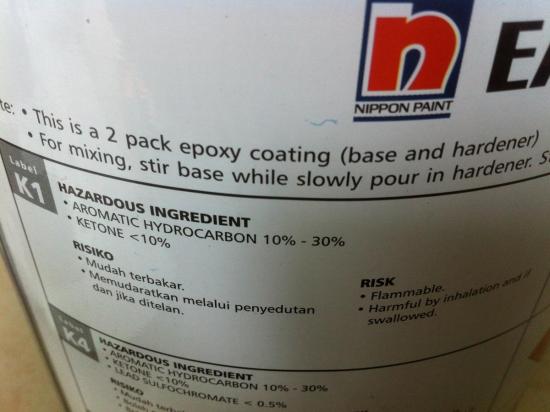 n
NIPPON PAINT
• This is a 2 pack epoxy coating (base and hardener)
• For mixing, stir base while slowly pour in hardener.
Label
K1
HAZARDOUS INGREDIENT
• AROMATIC HYDROCARBON 10% - 30%
• KETONE <10%
RISIKO
• Mudah terbakar.
• Memudaratkan melalui penyedutan
dan jika ditelan.
RISK
• Flammable.
• Harmful by inhalation and if
swallowed.
Label
K4
HAZARDOUS INGREDIENT
• AROMATIC HYDROCARBON 10% - 30%
• KETONE <10%
• LEAD SULFOCHROMATE < 0.5%
RISIKO
• Mudah